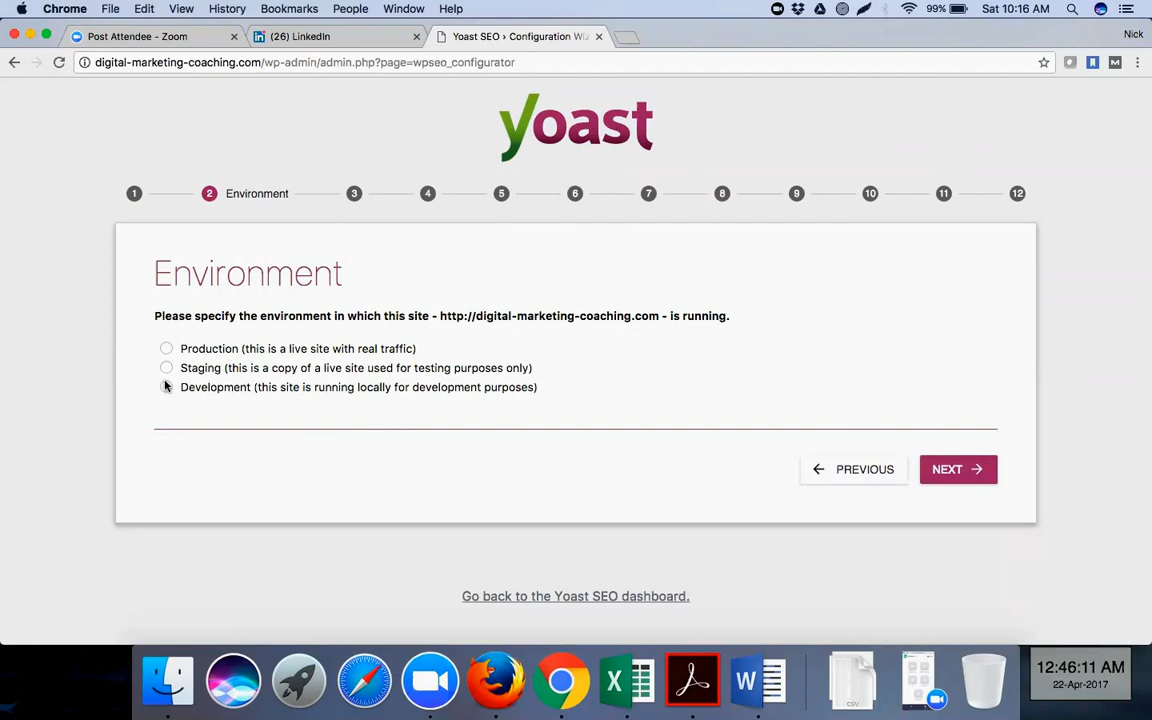 Chrome File Edit View History Bookmarks People Window Help 99% Sat 10:16 AM
Post Attendee - Zoom
(26) LinkedIn
Yoast SEO › Configuration Wiz
Nick
digital-marketing-coaching.com/wp-admin/admin.php?page=wpseo_configurator
yoast
1 2 Environment 3 4 5 6 7 8 9 10 11 12
Environment
Please specify the environment in which this site - http://digital-marketing-coaching.com - is running.
Production (this is a live site with real traffic)
Staging (this is a copy of a live site used for testing purposes only)
Development (this site is running locally for development purposes)
PREVIOUS
NEXT
Go back to the Yoast SEO dashboard.
X
W
CSV
12:46:11 AM
22-Apr-2017